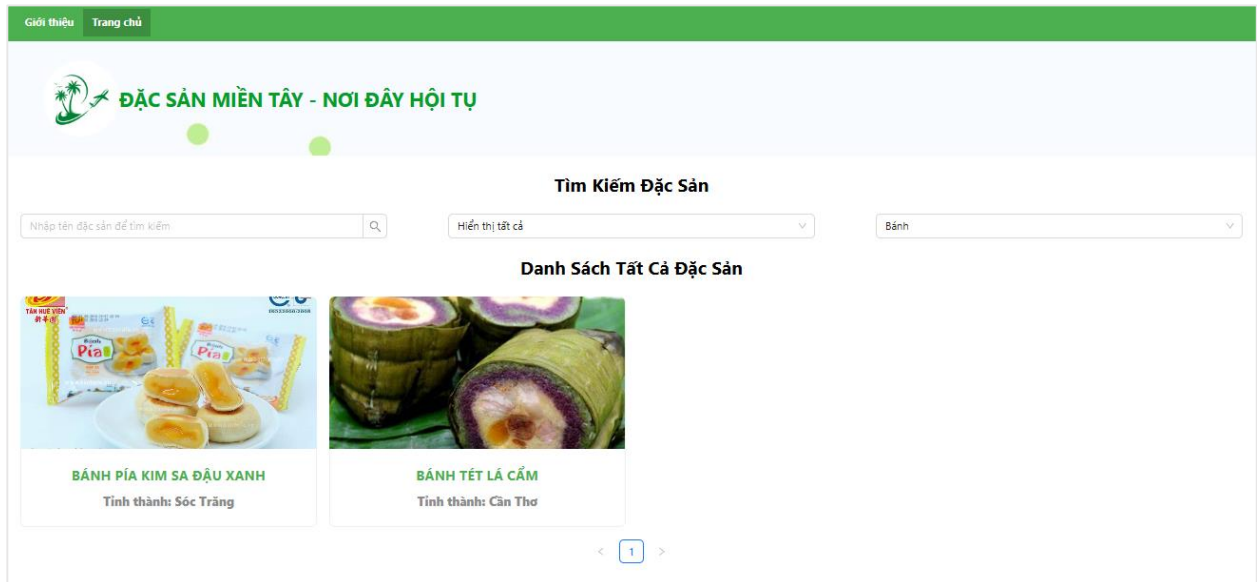 Giới thiệu Trang chủ
ĐẶC SẢN MIỀN TÂY - NƠI ĐÂY HỘI TỤ
Tìm Kiếm Đặc Sản
Nhập tên đặc sản để tìm kiếm
Hiển thị tất cả
Bánh
Danh Sách Tất Cả Đặc Sản
TÂN HUÊ VIÊN
Pía
Pía
BÁNH PÍA KIM SA ĐẬU XANH
Tỉnh thành: Sóc Trăng
BÁNH TÉT LÁ CẨM
Tỉnh thành: Cần Thơ
< 1 >